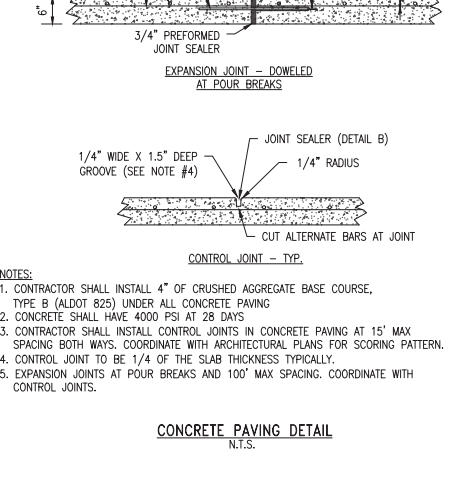 6"
3/4" PREFORMED
JOINT SEALER
EXPANSION JOINT - DOWELED
AT POUR BREAKS
JOINT SEALER (DETAIL B)
1/4" WIDE X 1.5" DEEP
GROOVE (SEE NOTE #4)
1/4" RADIUS
CUT ALTERNATE BARS AT JOINT
CONTROL JOINT - TYP.
NOTES:
1. CONTRACTOR SHALL INSTALL 4" OF CRUSHED AGGREGATE BASE COURSE,
TYPE B (ALDOT 825) UNDER ALL CONCRETE PAVING
2. CONCRETE SHALL HAVE 4000 PSI AT 28 DAYS
3. CONTRACTOR SHALL INSTALL CONTROL JOINTS IN CONCRETE PAVING AT 15' MAX
SPACING BOTH WAYS. COORDINATE WITH ARCHITECTURAL PLANS FOR SCORING PATTERN.
4. CONTROL JOINT TO BE 1/4 OF THE SLAB THICKNESS TYPICALLY.
5. EXPANSION JOINTS AT POUR BREAKS AND 100' MAX SPACING. COORDINATE WITH
CONTROL JOINTS.
CONCRETE PAVING DETAIL
N.T.S.